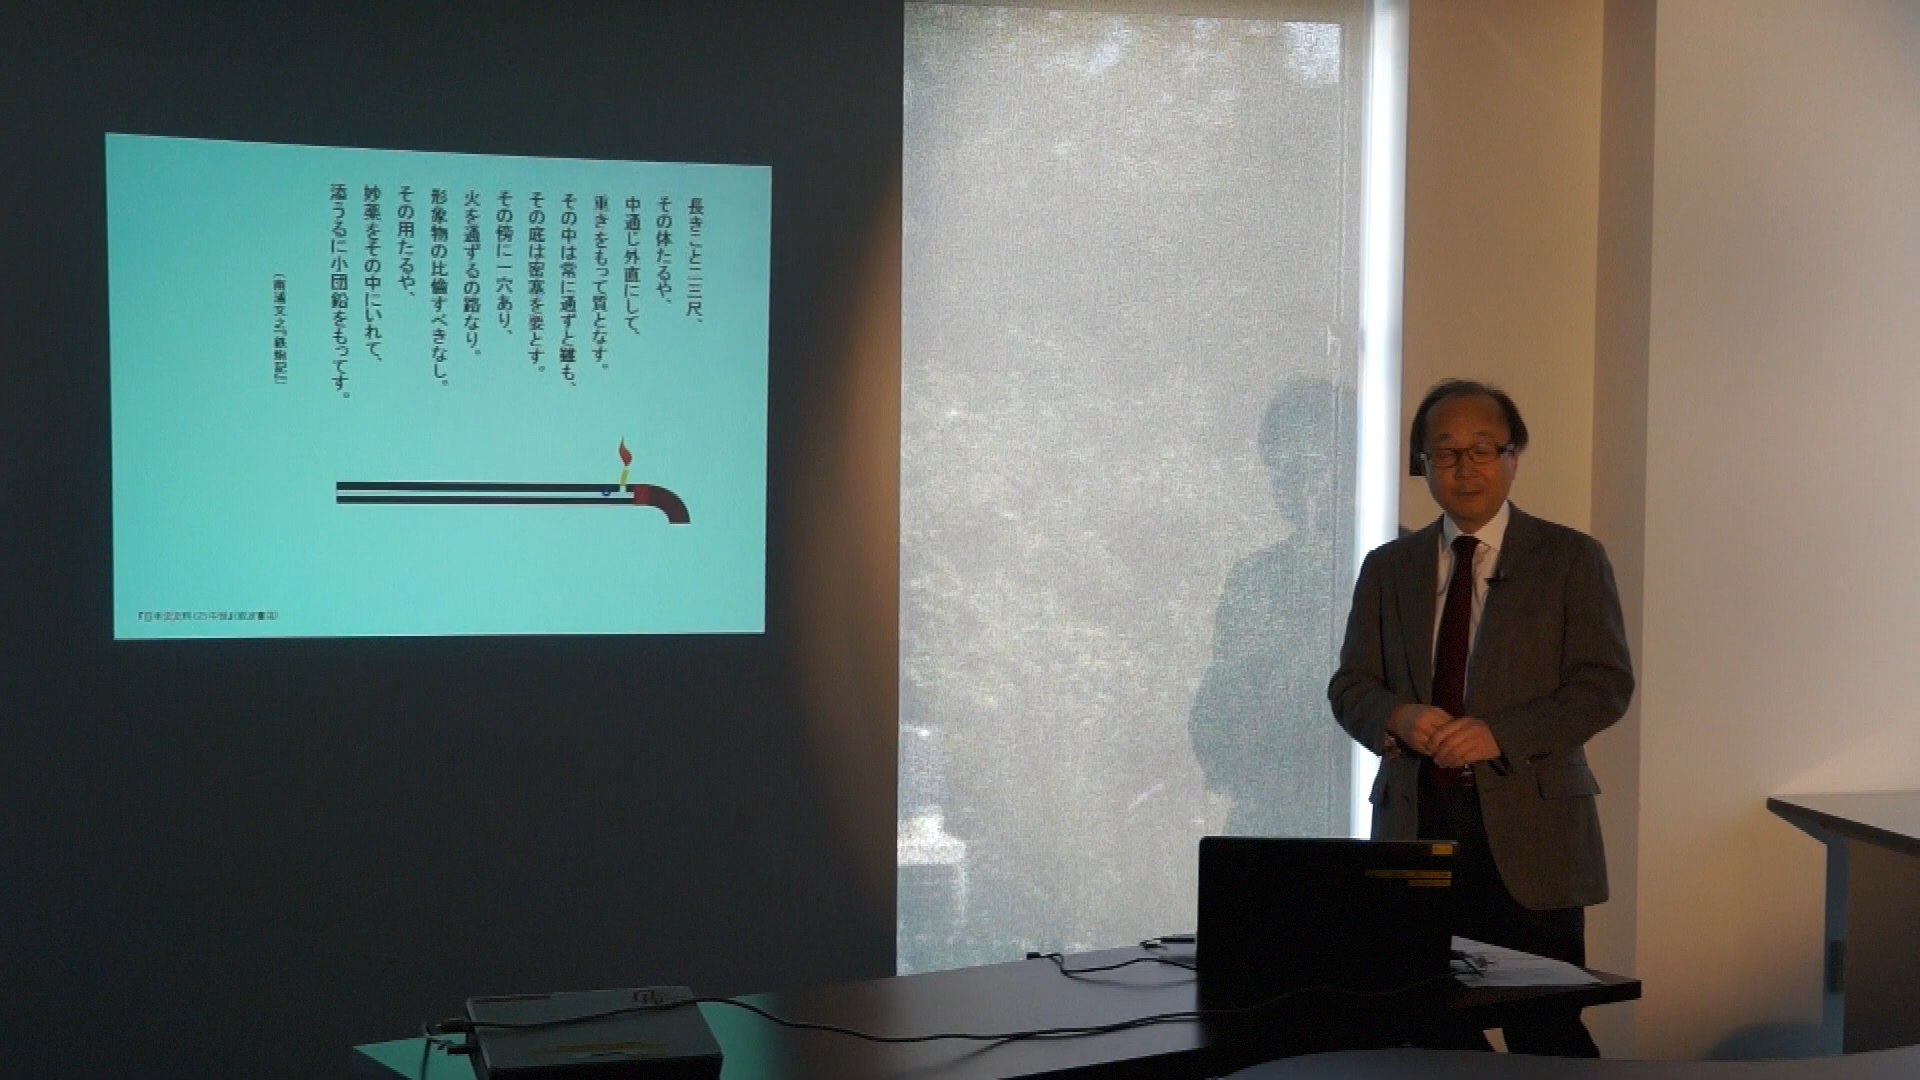 長きこと二三尺、
その体たるや、
中通じ外直にして、
重きをもって質となす。
その中は常に通ずと雖も、
その底は密塞を要とす。
その傍に一穴あり、
火を通ずるの路なり。
形象物の比倫すべきなし。
その用たるや、
妙薬をその中にいれて、
添うるに小団鉛をもってす。
(南浦文之『鉄炮記』)